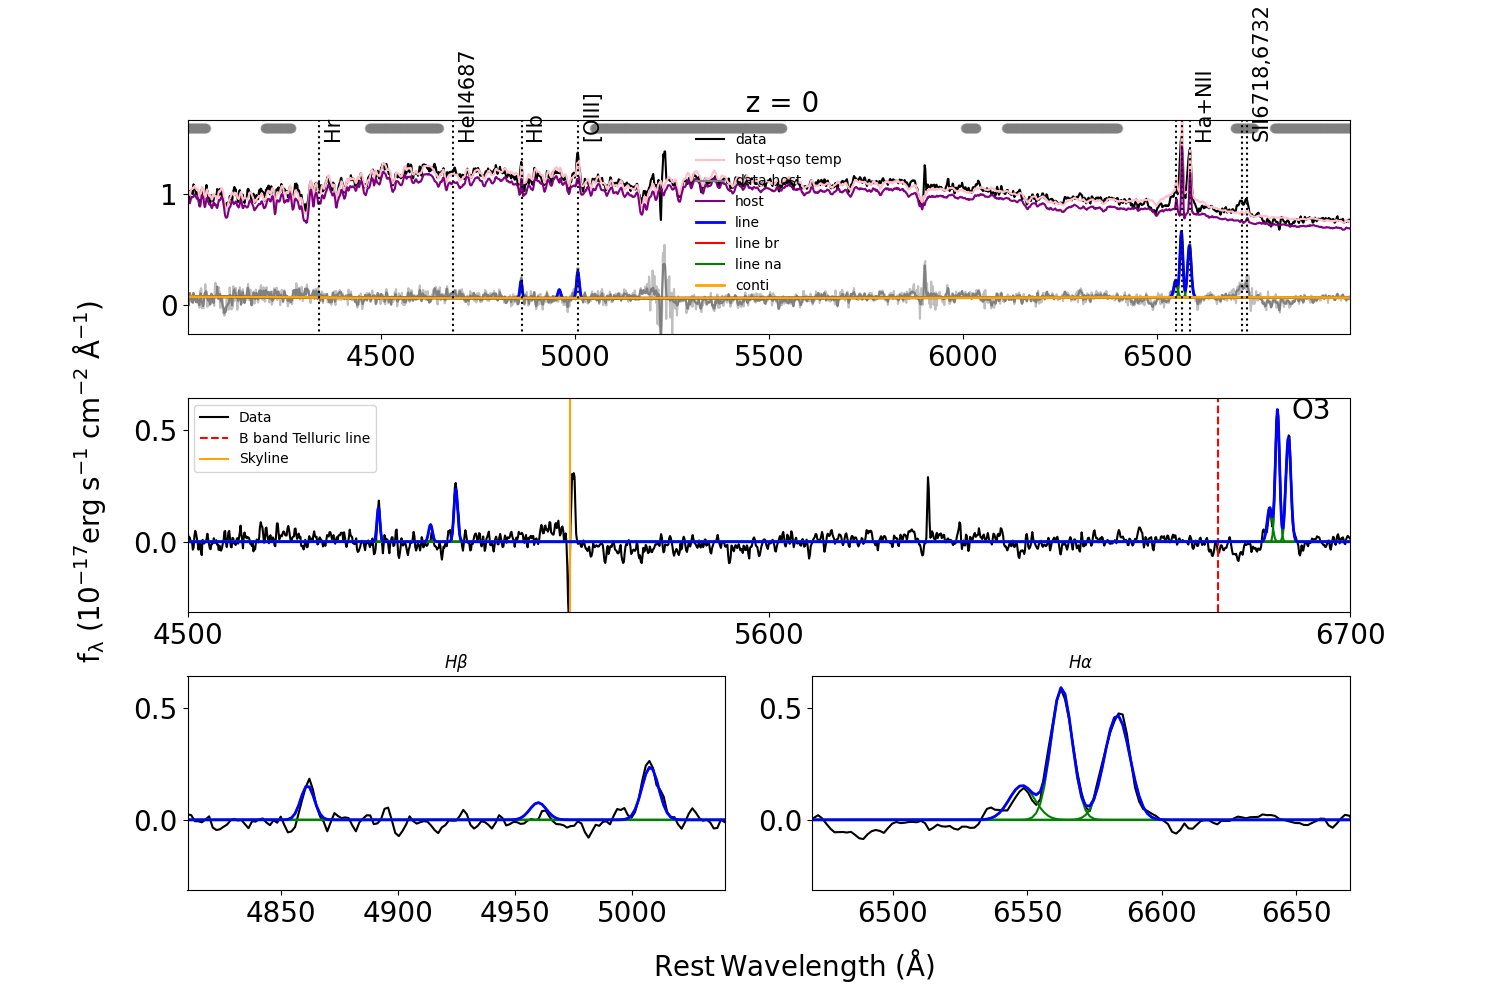 z = 0
Hr
HeII4687
Hb
[OIII]
Ha+NII
SII6718,6732
data
host+qso temp
data-host
host
line
line br
line na
conti
1
0
4500 5000 5500 6000 6500
f_λ (10^−17 erg s^−1 cm^−2 Å^−1)
Data
B band Telluric line
Skyline
O3
0.5
0.0
4500 5600 6700
Hβ
0.5
0.0
4850 4900 4950 5000
Hα
0.5
0.0
6500 6550 6600 6650
Rest Wavelength (Å)